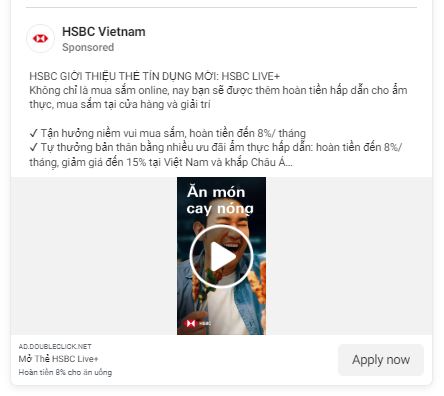 HSBC Vietnam
Sponsored
HSBC GIỚI THIỆU THẺ TÍN DỤNG MỚI: HSBC LIVE+
Không chỉ là mua sắm online, nay bạn sẽ được thêm hoàn tiền hấp dẫn cho ẩm
thực, mua sắm tại cửa hàng và giải trí
✓ Tận hưởng niềm vui mua sắm, hoàn tiền đến 8%/ tháng
✓ Tự thưởng bản thân bằng nhiều ưu đãi ẩm thực hấp dẫn: hoàn tiền đến 8%/
tháng, giảm giá đến 15% tại Việt Nam và khắp Châu Á...
Ăn món
cay nóng
HSBC
AD.DOUBLECLICK.NET
Mở Thẻ HSBC Live+
Hoàn tiền 8% cho ăn uống
Apply now